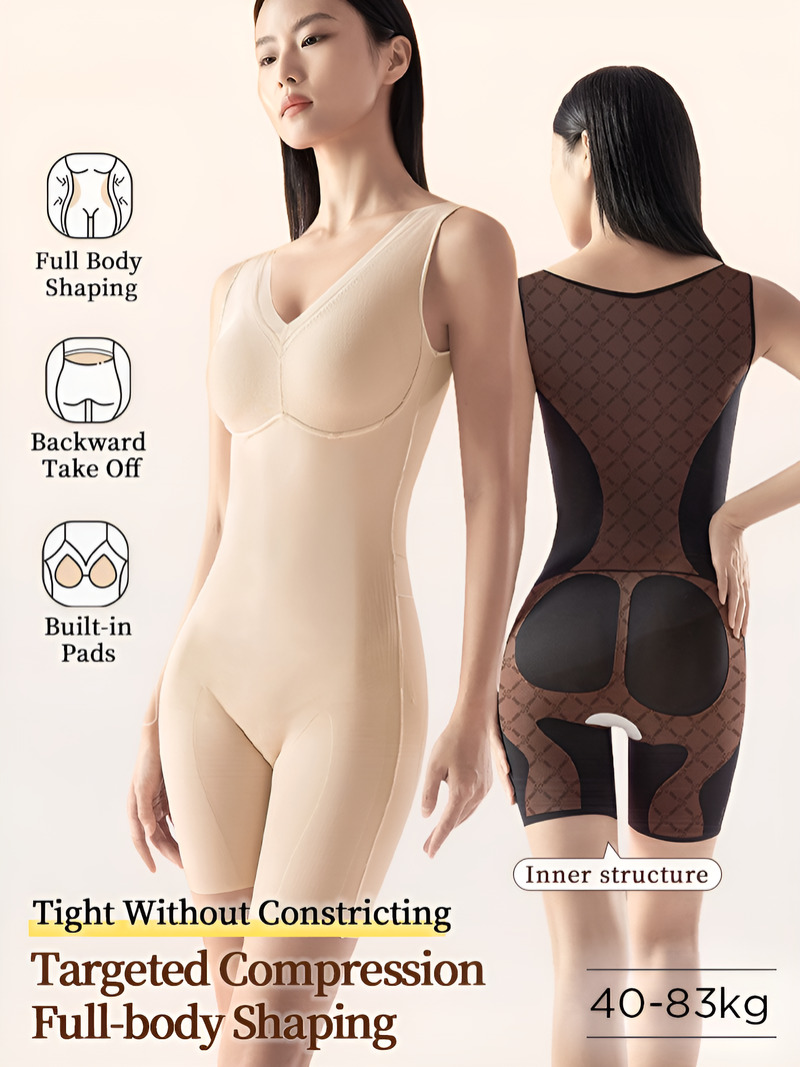 Full Body
Shaping
Backward
Take Off
Built-in
Pads
Inner structure
Tight Without Constricting
Targeted Compression
Full-body Shaping
40-83kg